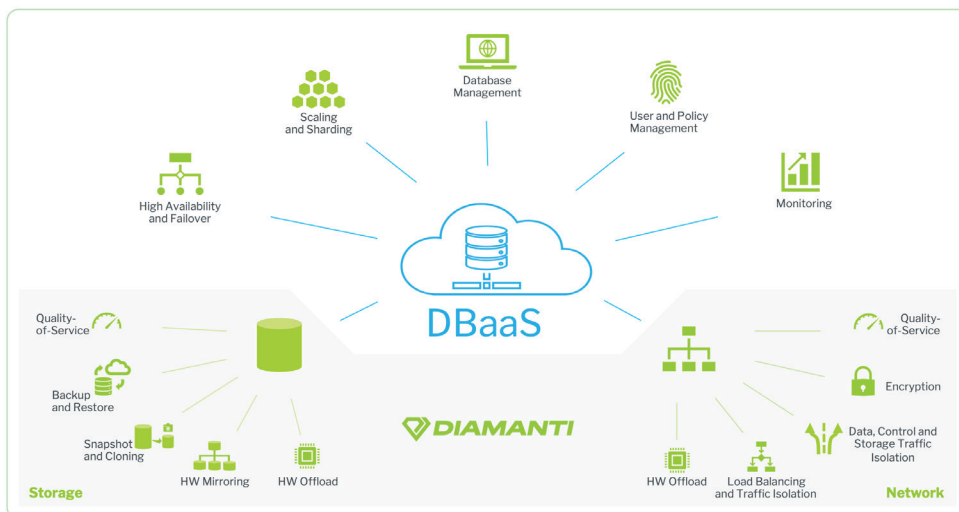 Database
Management
Scaling
and Sharding
User and Policy
Management
High Availability
and Failover
Monitoring
DBaaS
Quality-
of-Service
Backup
and Restore
Snapshot
and Cloning
HW Mirroring
HW Offload
Storage
DIAMANTI
Quality-
of-Service
Encryption
Data, Control and
Storage Traffic
Isolation
Load Balancing
and Traffic Isolation
HW Offload
Network